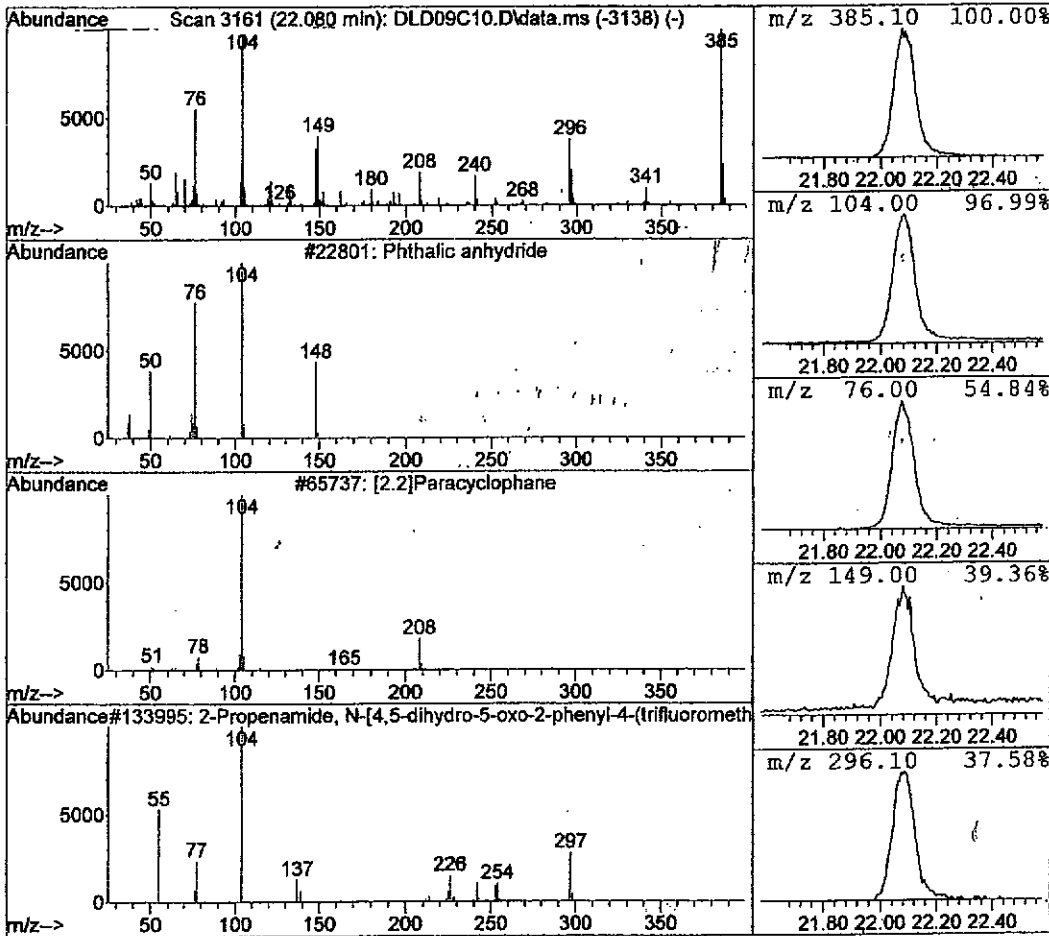 Abundance Scan 3161 (22.080 min): DLD09C10.D\data.ms (-3138) (-)
104 385
76
5000 149 296
50 126 180 208 240 268 341
0
m/z--> 50 100 150 200 250 300 350
Abundance #22801: Phthalic anhydride
104
76
5000 50 148
0
m/z--> 50 100 150 200 250 300 350
Abundance #65737: [2.2]Paracyclophane
104
5000
51 78 165 208
0
m/z--> 50 100 150 200 250 300 350
Abundance #133995: 2-Propenamide, N-[4,5-dihydro-5-oxo-2-phenyl-4-(trifluorometh
104
55
5000
77 137 226 254 297
0
m/z--> 50 100 150 200 250 300 350
m/z 385.10 100.00%
21.80 22.00 22.20 22.40
m/z 104.00 96.99%
21.80 22.00 22.20 22.40
m/z 76.00 54.84%
21.80 22.00 22.20 22.40
m/z 149.00 39.36%
21.80 22.00 22.20 22.40
m/z 296.10 37.58%
21.80 22.00 22.20 22.40